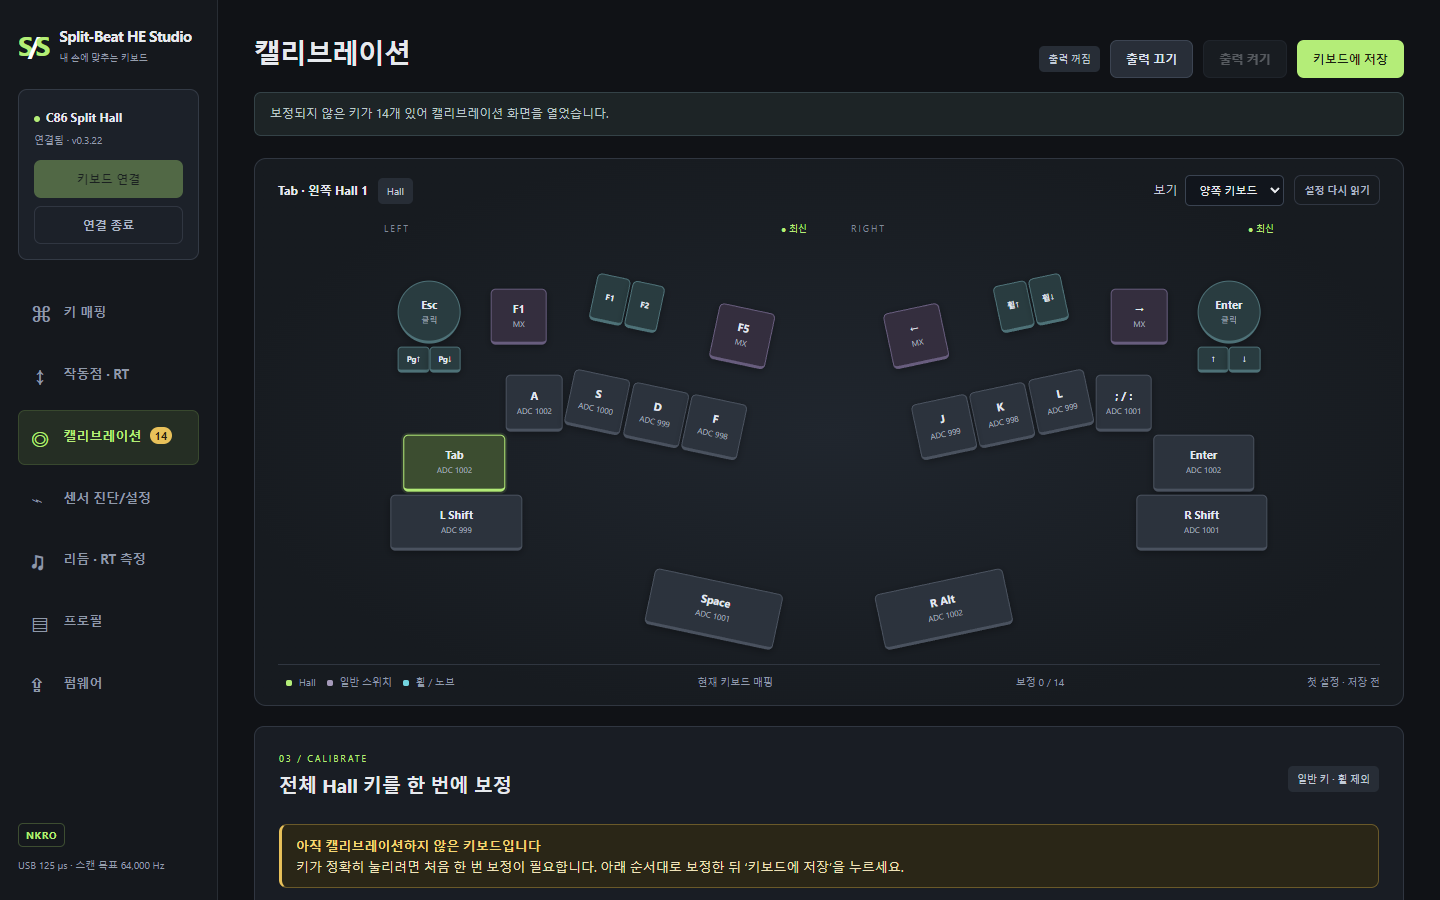 Split-Beat HE Studio
내 손에 맞추는 키보드
C86 Split Hall
연결됨 · v0.3.22
키보드 연결
연결 종료
키 매핑
작동점 · RT
캘리브레이션 14
센서 진단/설정
리듬 · RT 측정
프로필
펌웨어
NKRO
USB 125 µs · 스캔 목표 64,000 Hz
캘리브레이션
출력 꺼짐 출력 끄기 출력 켜기 키보드에 저장
보정되지 않은 키가 14개 있어 캘리브레이션 화면을 열었습니다.
Tab · 왼쪽 Hall 1 Hall
보기 양쪽 키보드 설정 다시 읽기
LEFT 최신 RIGHT 최신
Esc
클릭
Pg↑ Pg↓
F1
MX
F1 F2
F5
MX
←
MX
휠↑ 휠↓
→
MX
Enter
클릭
↑ ↓
A
ADC 1002
S
ADC 1000
D
ADC 999
F
ADC 998
J
ADC 999
K
ADC 998
L
ADC 999
;/:
ADC 1001
Tab
ADC 1002
Enter
ADC 1002
L Shift
ADC 999
R Shift
ADC 1001
Space
ADC 1001
R Alt
ADC 1002
Hall 일반 스위치 휠 / 노브 현재 키보드 매핑 보정 0 / 14 첫 설정 · 저장 전
03 / CALIBRATE
전체 Hall 키를 한 번에 보정
일반 키 · 휠 제외
아직 캘리브레이션하지 않은 키보드입니다
키가 정확히 눌리려면 처음 한 번 보정이 필요합니다. 아래 순서대로 보정한 뒤 ‘키보드에 저장’을 누르세요.